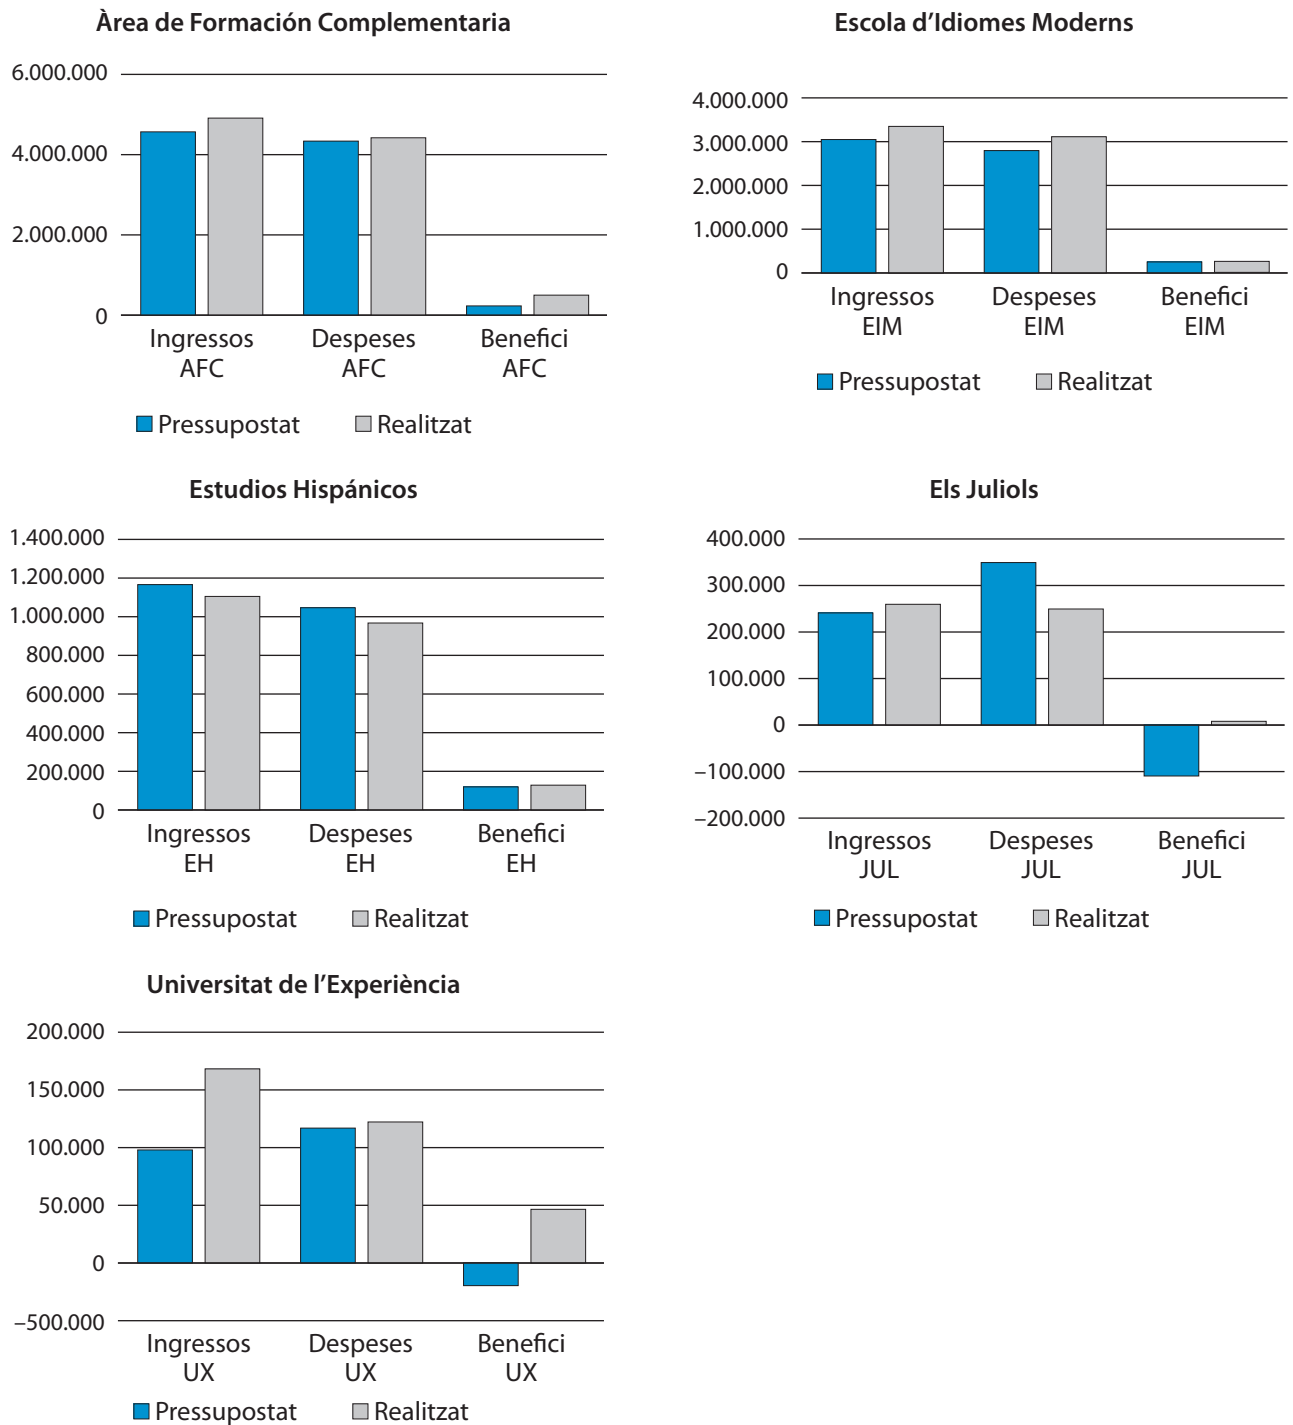 Àrea de Formación Complementaria
6.000.000
4.000.000
2.000.000
0
Ingressos Despeses Benefici
AFC AFC AFC
Pressupostat Realitzat
Escola d’Idiomes Moderns
4.000.000
3.000.000
2.000.000
1.000.000
0
Ingressos Despeses Benefici
EIM EIM EIM
Pressupostat Realitzat
Estudios Hispánicos
1.400.000
1.200.000
1.000.000
800.000
600.000
400.000
200.000
0
Ingressos Despeses Benefici
EH EH EH
Pressupostat Realitzat
Els Juliols
400.000
300.000
200.000
100.000
0
–100.000
–200.000
Ingressos Despeses Benefici
JUL JUL JUL
Pressupostat Realitzat
Universitat de l’Experiència
200.000
150.000
100.000
50.000
0
–500.000
Ingressos Despeses Benefici
UX UX UX
Pressupostat Realitzat